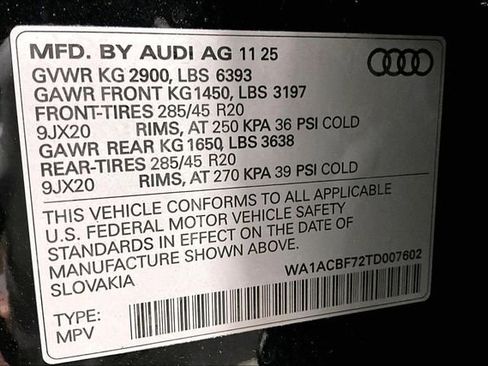 MFD. BY AUDI AG 11 25
GVWR KG 2900, LBS 6393
GAWR FRONT KG1450, LBS 3197
FRONT-TIRES 285/45 R20
9JX20 RIMS, AT 250 KPA 36 PSI COLD
GAWR REAR KG 1650, LBS 3638
REAR-TIRES 285/45 R20
9JX20 RIMS, AT 270 KPA 39 PSI COLD
THIS VEHICLE CONFORMS TO ALL APPLICABLE
U.S. FEDERAL MOTOR VEHICLE SAFETY
STANDARDS IN EFFECT ON THE DATE OF
MANUFACTURE SHOWN ABOVE.
SLOVAKIA
WA1ACBF72TD007602
TYPE:
MPV